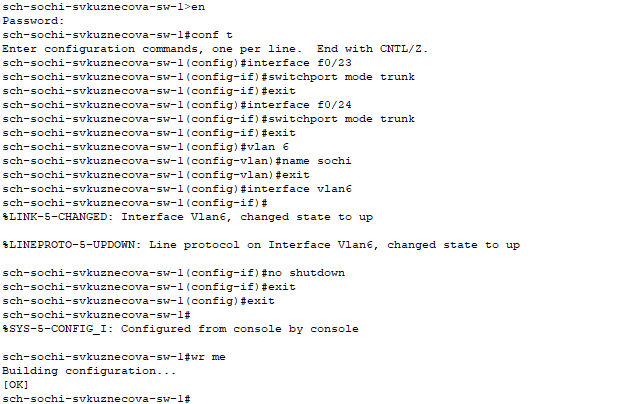 sch-sochi-svkuznecova-sw-1>en
Password:
sch-sochi-svkuznecova-sw-1#conf t
Enter configuration commands, one per line.  End with CNTL/Z.
sch-sochi-svkuznecova-sw-1(config)#interface f0/23
sch-sochi-svkuznecova-sw-1(config-if)#switchport mode trunk
sch-sochi-svkuznecova-sw-1(config-if)#exit
sch-sochi-svkuznecova-sw-1(config)#interface f0/24
sch-sochi-svkuznecova-sw-1(config-if)#switchport mode trunk
sch-sochi-svkuznecova-sw-1(config-if)#exit
sch-sochi-svkuznecova-sw-1(config)#vlan 6
sch-sochi-svkuznecova-sw-1(config-vlan)#name sochi
sch-sochi-svkuznecova-sw-1(config-vlan)#exit
sch-sochi-svkuznecova-sw-1(config)#interface vlan6
sch-sochi-svkuznecova-sw-1(config-if)#
%LINK-5-CHANGED: Interface Vlan6, changed state to up
%LINEPROTO-5-UPDOWN: Line protocol on Interface Vlan6, changed state to up
sch-sochi-svkuznecova-sw-1(config-if)#no shutdown
sch-sochi-svkuznecova-sw-1(config-if)#exit
sch-sochi-svkuznecova-sw-1(config)#exit
sch-sochi-svkuznecova-sw-1#
%SYS-5-CONFIG_I: Configured from console by console
sch-sochi-svkuznecova-sw-1#wr me
Building configuration...
[OK]
sch-sochi-svkuznecova-sw-1#